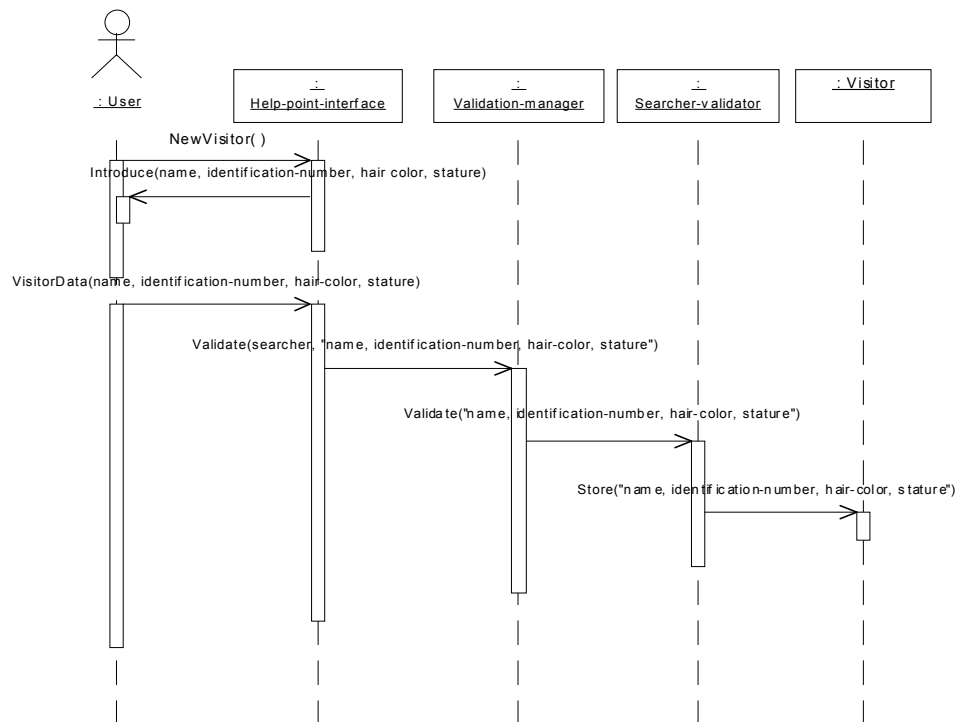 : User
:
Help-point-interface
:
Validation-manager
:
Searcher-validator
: Visitor
NewVisitor( )
Introduce(name, identification-number, hair color, stature)
VisitorData(name, identification-number, hair-color, stature)
Validate(searcher, "name, identification-number, hair-color, stature")
Validate("name, identification-number, hair-color, stature")
Store("name, identification-number, hair-color, stature")